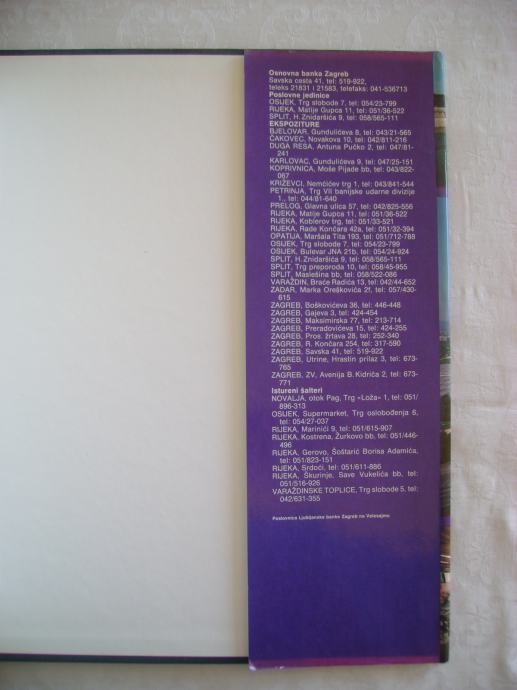 Osnovna banka Zagreb
Savska cesta 41, tel: 519-922,
teleks 21831 i 21583, telefaks: 041-536713
Poslovne jedinice
OSIJEK, Trg slobode 7, tel: 054/23-799
RIJEKA, Matije Gupca 11, tel: 051/36-522
SPLIT, H. Znidaršića 9, tel: 058/565-111
EKSPOZITURE
BJELOVAR, Gundulićeva 8, tel: 043/21-565
ČAKOVEC, Novakova 10, tel: 042/811-216
DUGA RESA, Antuna Pučko 2, tel: 047/81-
241
KARLOVAC, Gundulićeva 9, tel: 047/25-151
KOPRIVNICA, Moše Pijade bb, tel: 043/822-
067
KRIŽEVCI, Nemčićev trg 1, tel: 043/841-544
PETRINJA, Trg VII banijske udarne divizije
1., tel: 044/81-640
PRELOG, Glavna ulica 57, tel: 042/825-556
RIJEKA, Matije Gupca 11, tel: 051/36-522
RIJEKA, Koblerov trg, tel: 051/33-521
RIJEKA, Rade Končara 42a, tel: 051/32-394
OPATIJA, Maršala Tita 193, tel: 051/712-788
OSIJEK, Trg slobode 7, tel: 054/23-799
OSIJEK, Bulevar JNA 21b, tel: 054/24-924
SPLIT, H. Znidaršića 9, tel: 058/565-111
SPLIT, Trg preporoda 10, tel: 058/45-955
SPLIT, Maslešina bb, tel: 058/522-086
VARAŽDIN, Braće Radića 13, tel: 042/44-652
ZADAR, Marka Oreškovića 2f, tel: 057/430-
615
ZAGREB, Boškovićeva 36, tel: 446-448
ZAGREB, Gajeva 3, tel: 424-454
ZAGREB, Maksimirska 77, tel: 213-714
ZAGREB, Preradovićeva 15, tel: 424-255
ZAGREB, Pros. žrtava 28, tel: 252-340
ZAGREB, R. Končara 254, tel: 317-590
ZAGREB, Savska 41, tel: 519-922
ZAGREB, Utrine, Hrastin prilaz 3, tel: 673-
765
ZAGREB, ZV, Avenija B. Kidriča 2, tel: 673-
771
Istureni šalteri
NOVALJA, otok Pag, Trg »Loža« 1, tel: 051/
896-313
OSIJEK, Supermarket, Trg oslobođenja 6,
tel: 054/27-037
RIJEKA, Marinići 9, tel: 051/615-907
RIJEKA, Kostrena, Žurkovo bb, tel: 051/446-
496
RIJEKA, Gerovo, Šoštarić Borisa Adamića,
tel: 051/823-151
RIJEKA, Srdoči, tel: 051/611-886
RIJEKA, Škurinje, Save Vukelića bb, tel:
051/516-926
VARAŽDINSKE TOPLICE, Trg slobode 5, tel:
042/631-355
Poslovnica Ljubljanske banke Zagreb na Velesajmu